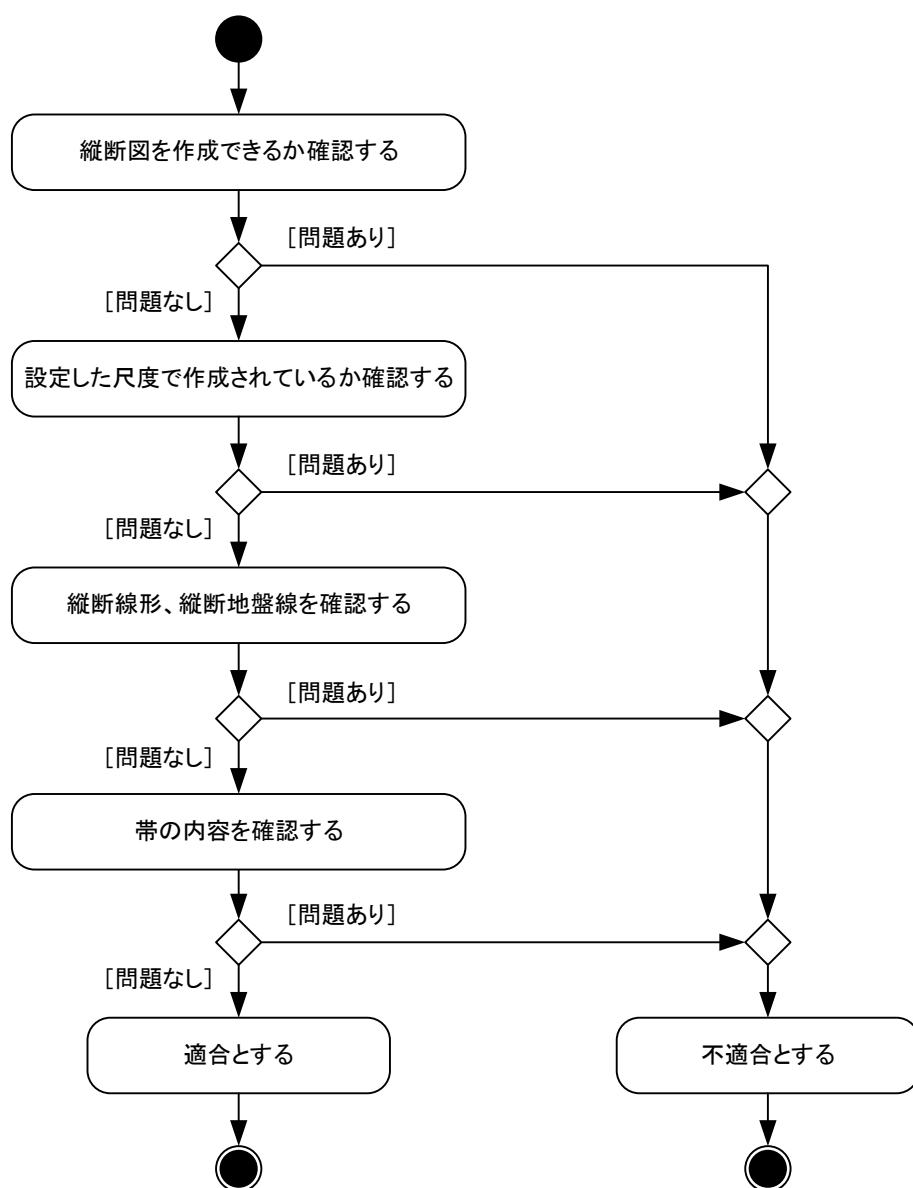 縦断図を作成できるか確認する
[問題あり]
[問題なし]
設定した尺度で作成されているか確認する
[問題あり]
[問題なし]
縦断線形、縦断地盤線を確認する
[問題あり]
[問題なし]
帯の内容を確認する
[問題あり]
[問題なし]
適合とする
不適合とする